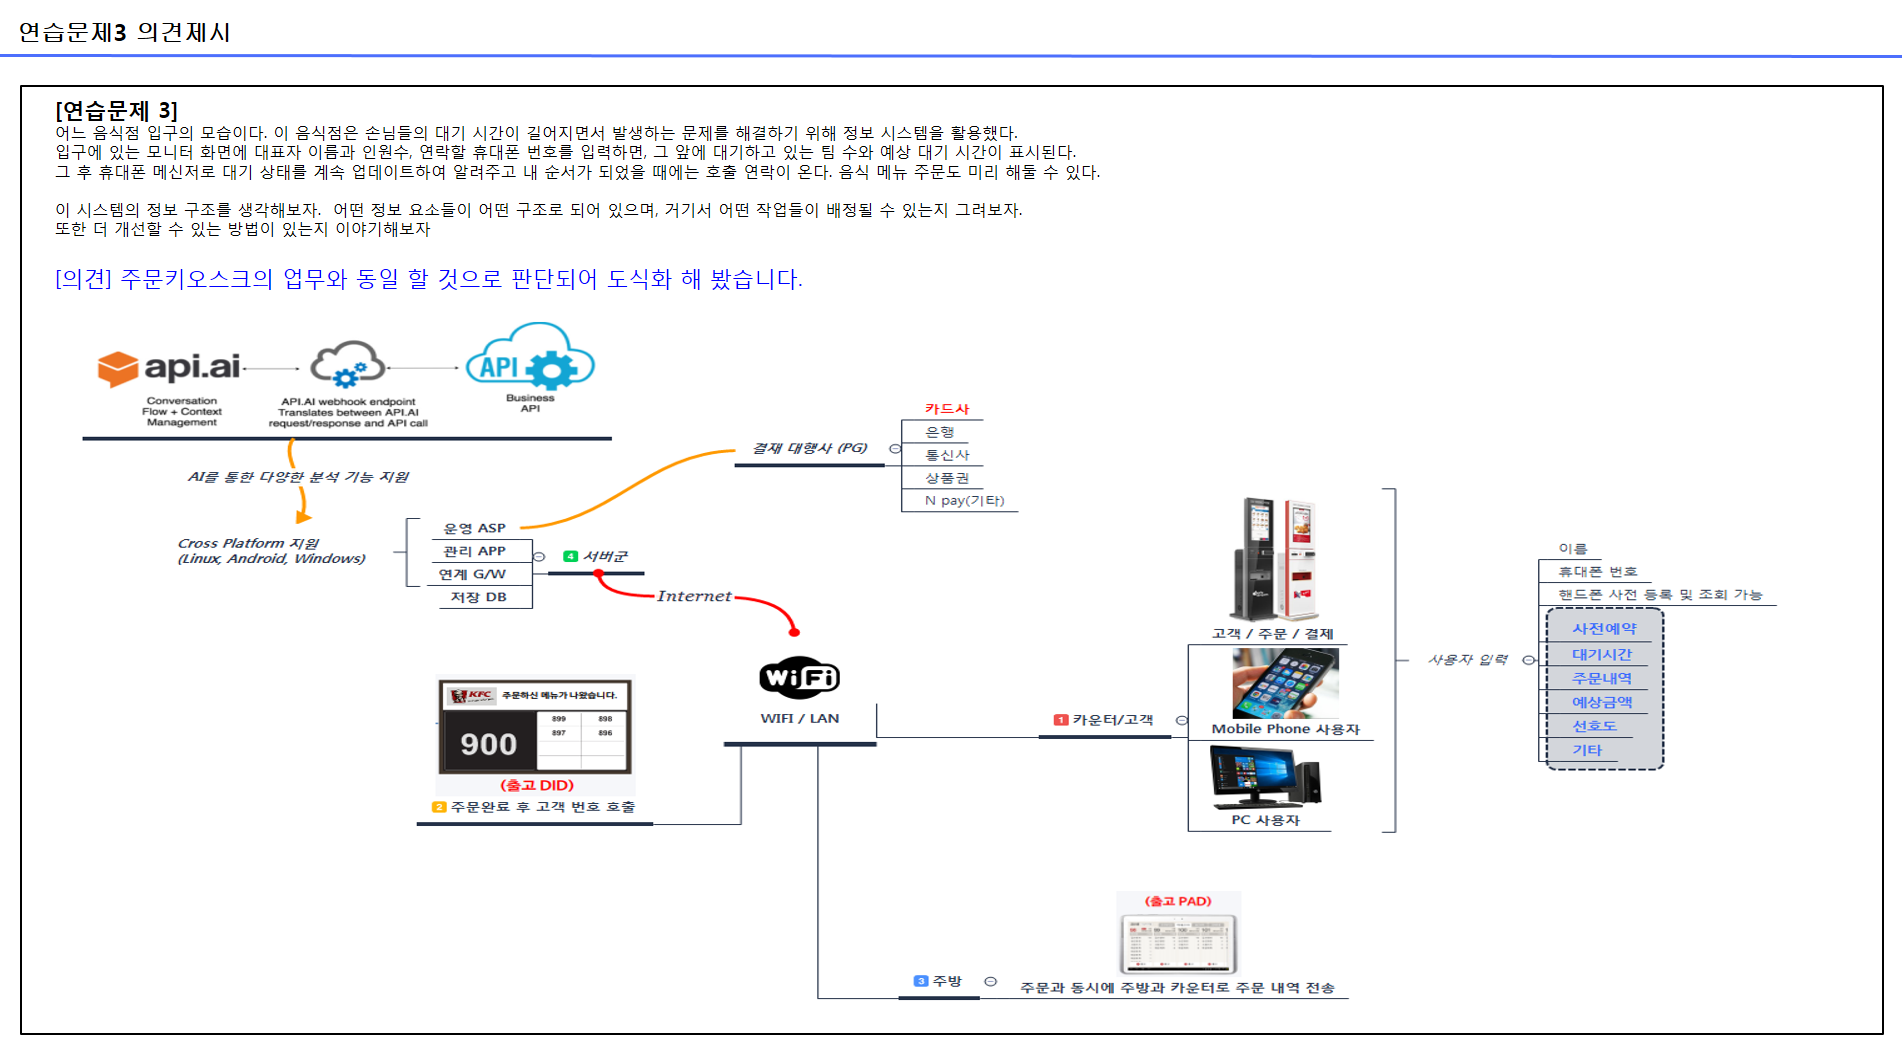 연습문제3 의견제시
[연습문제 3]
어느 음식점 입구의 모습이다. 이 음식점은 손님들의 대기 시간이 길어지면서 발생하는 문제를 해결하기 위해 정보 시스템을 활용했다.
입구에 있는 모니터 화면에 대표자 이름과 인원수, 연락할 휴대폰 번호를 입력하면, 그 앞에 대기하고 있는 팀 수와 예상 대기 시간이 표시된다.
그 후 휴대폰 메신저로 대기 상태를 계속 업데이트하여 알려주고 내 순서가 되었을 때에는 호출 연락이 온다. 음식 메뉴 주문도 미리 해둘 수 있다.
이 시스템의 정보 구조를 생각해보자. 어떤 정보 요소들이 어떤 구조로 되어 있으며, 거기서 어떤 작업들이 배정될 수 있는지 그려보자.
또한 더 개선할 수 있는 방법이 있는지 이야기해보자
[의견] 주문키오스크의 업무와 동일 할 것으로 판단되어 도식화 해 봤습니다.
api.ai
Conversation
Flow + Context
Management
API.AI webhook endpoint
Translates between API.AI
request/response and API call
API
Business
API
AI를 통한 다양한 분석 기능 지원
Cross Platform 지원
(Linux, Android, Windows)
운영 ASP
관리 APP
연계 G/W
저장 DB
4 서버군
결재 대행사 (PG)
카드사
은행
통신사
상품권
N pay(기타)
Internet
WiFi
WIFI / LAN
KFC 주문하신 메뉴가 나왔습니다.
900
899 898
897 896
(출고 DID)
2 주문완료 후 고객 번호 호출
1 카운터/고객
고객 / 주문 / 결제
Mobile Phone 사용자
PC 사용자
사용자 입력
이름
휴대폰 번호
핸드폰 사전 등록 및 조회 가능
사전예약
대기시간
주문내역
예상금액
선호도
기타
3 주방
(출고 PAD)
주문과 동시에 주방과 카운터로 주문 내역 전송